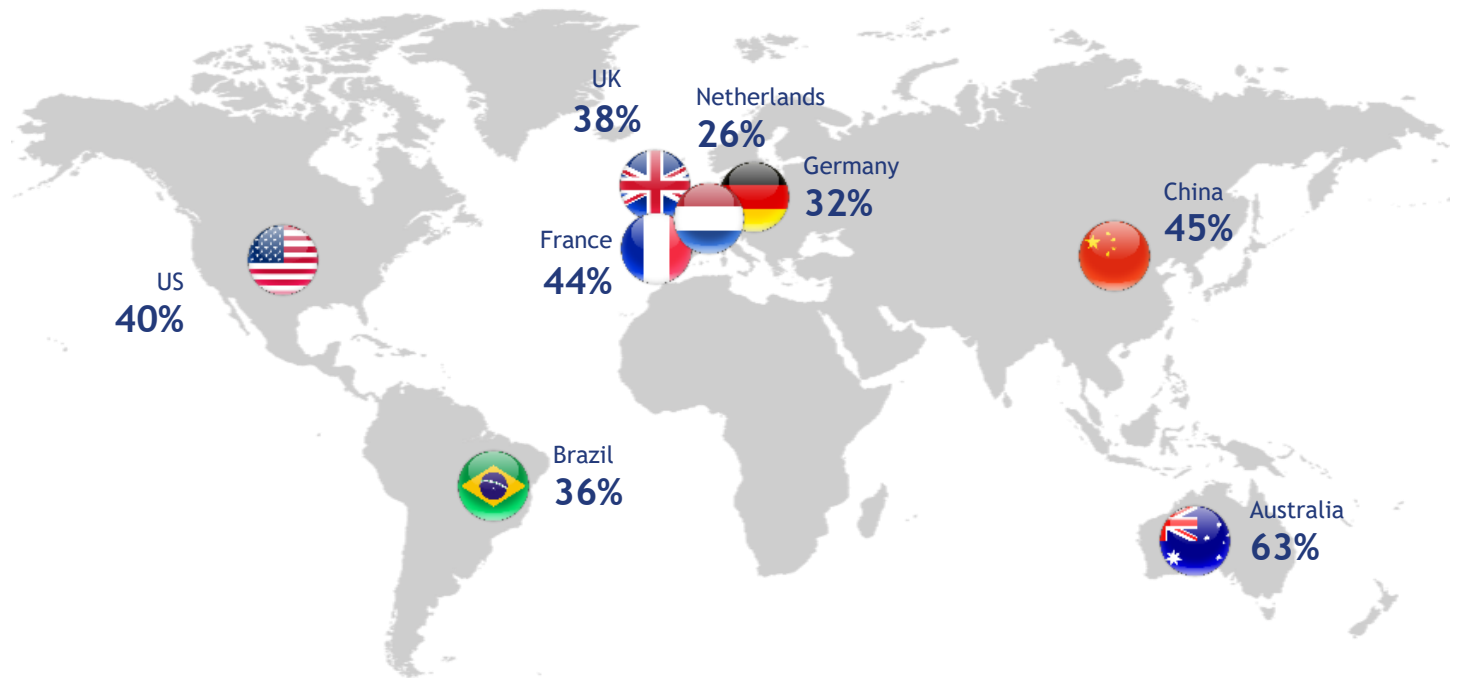 UK
38%
Netherlands
26%
Germany
32%
China
45%
France
44%
US
40%
Brazil
36%
Australia
63%